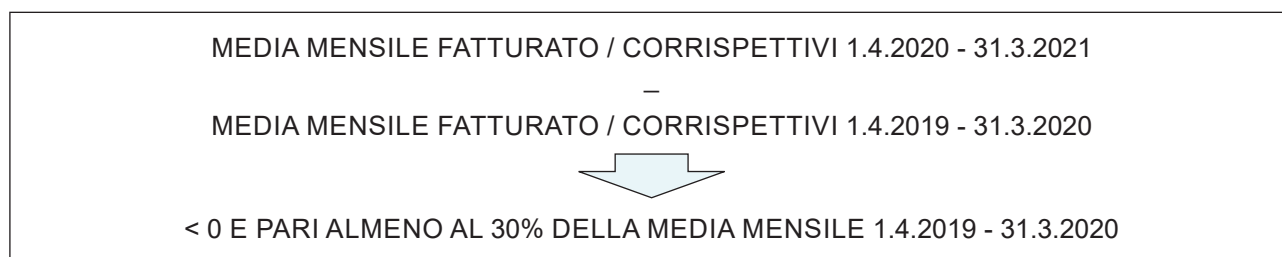 MEDIA MENSILE FATTURATO / CORRISPETTIVI 1.4.2020 - 31.3.2021
–
MEDIA MENSILE FATTURATO / CORRISPETTIVI 1.4.2019 - 31.3.2020
< 0 E PARI ALMENO AL 30% DELLA MEDIA MENSILE 1.4.2019 - 31.3.2020